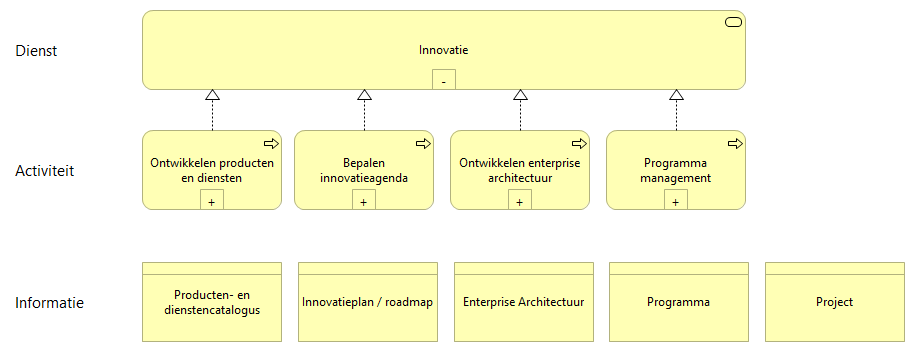 Dienst
Innovatie
-
Activiteit
Ontwikkelen producten
en diensten
+
Bepalen
innovatieagenda
+
Ontwikkelen enterprise
architectuur
+
Programma
management
+
Informatie
Producten- en
dienstencatalogus
Innovatieplan / roadmap
Enterprise Architectuur
Programma
Project